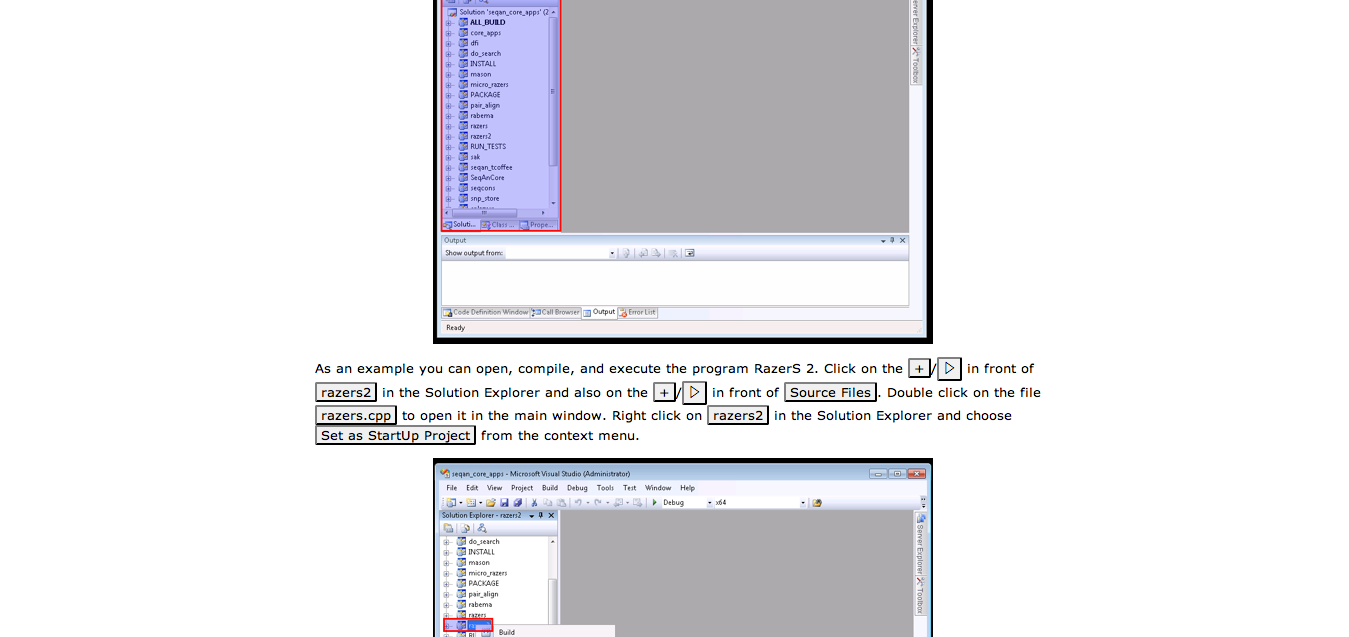 Solution 'seqan_core_apps' (2
ALL_BUILD
core_apps
dfi
do_search
INSTALL
mason
micro_razers
PACKAGE
pair_align
rabema
razers
razers2
RUN_TESTS
sak
seqan_tcoffee
SeqAnCore
seqcons
snp_store
Soluti... Class ... Prope...
Server Explorer
Toolbox
Output
Show output from:
Code Definition Window Call Browser Output Error List
Ready
As an example you can open, compile, and execute the program RazerS 2. Click on the +/▷ in front of
razers2 in the Solution Explorer and also on the +/▷ in front of Source Files. Double click on the file
razers.cpp to open it in the main window. Right click on razers2 in the Solution Explorer and choose
Set as StartUp Project from the context menu.
seqan_core_apps - Microsoft Visual Studio (Administrator)
File Edit View Project Build Debug Tools Test Window Help
Debug x64
Solution Explorer - razers2
do_search
INSTALL
mason
micro_razers
PACKAGE
pair_align
rabema
razers
Build
Server Explorer
Toolbox